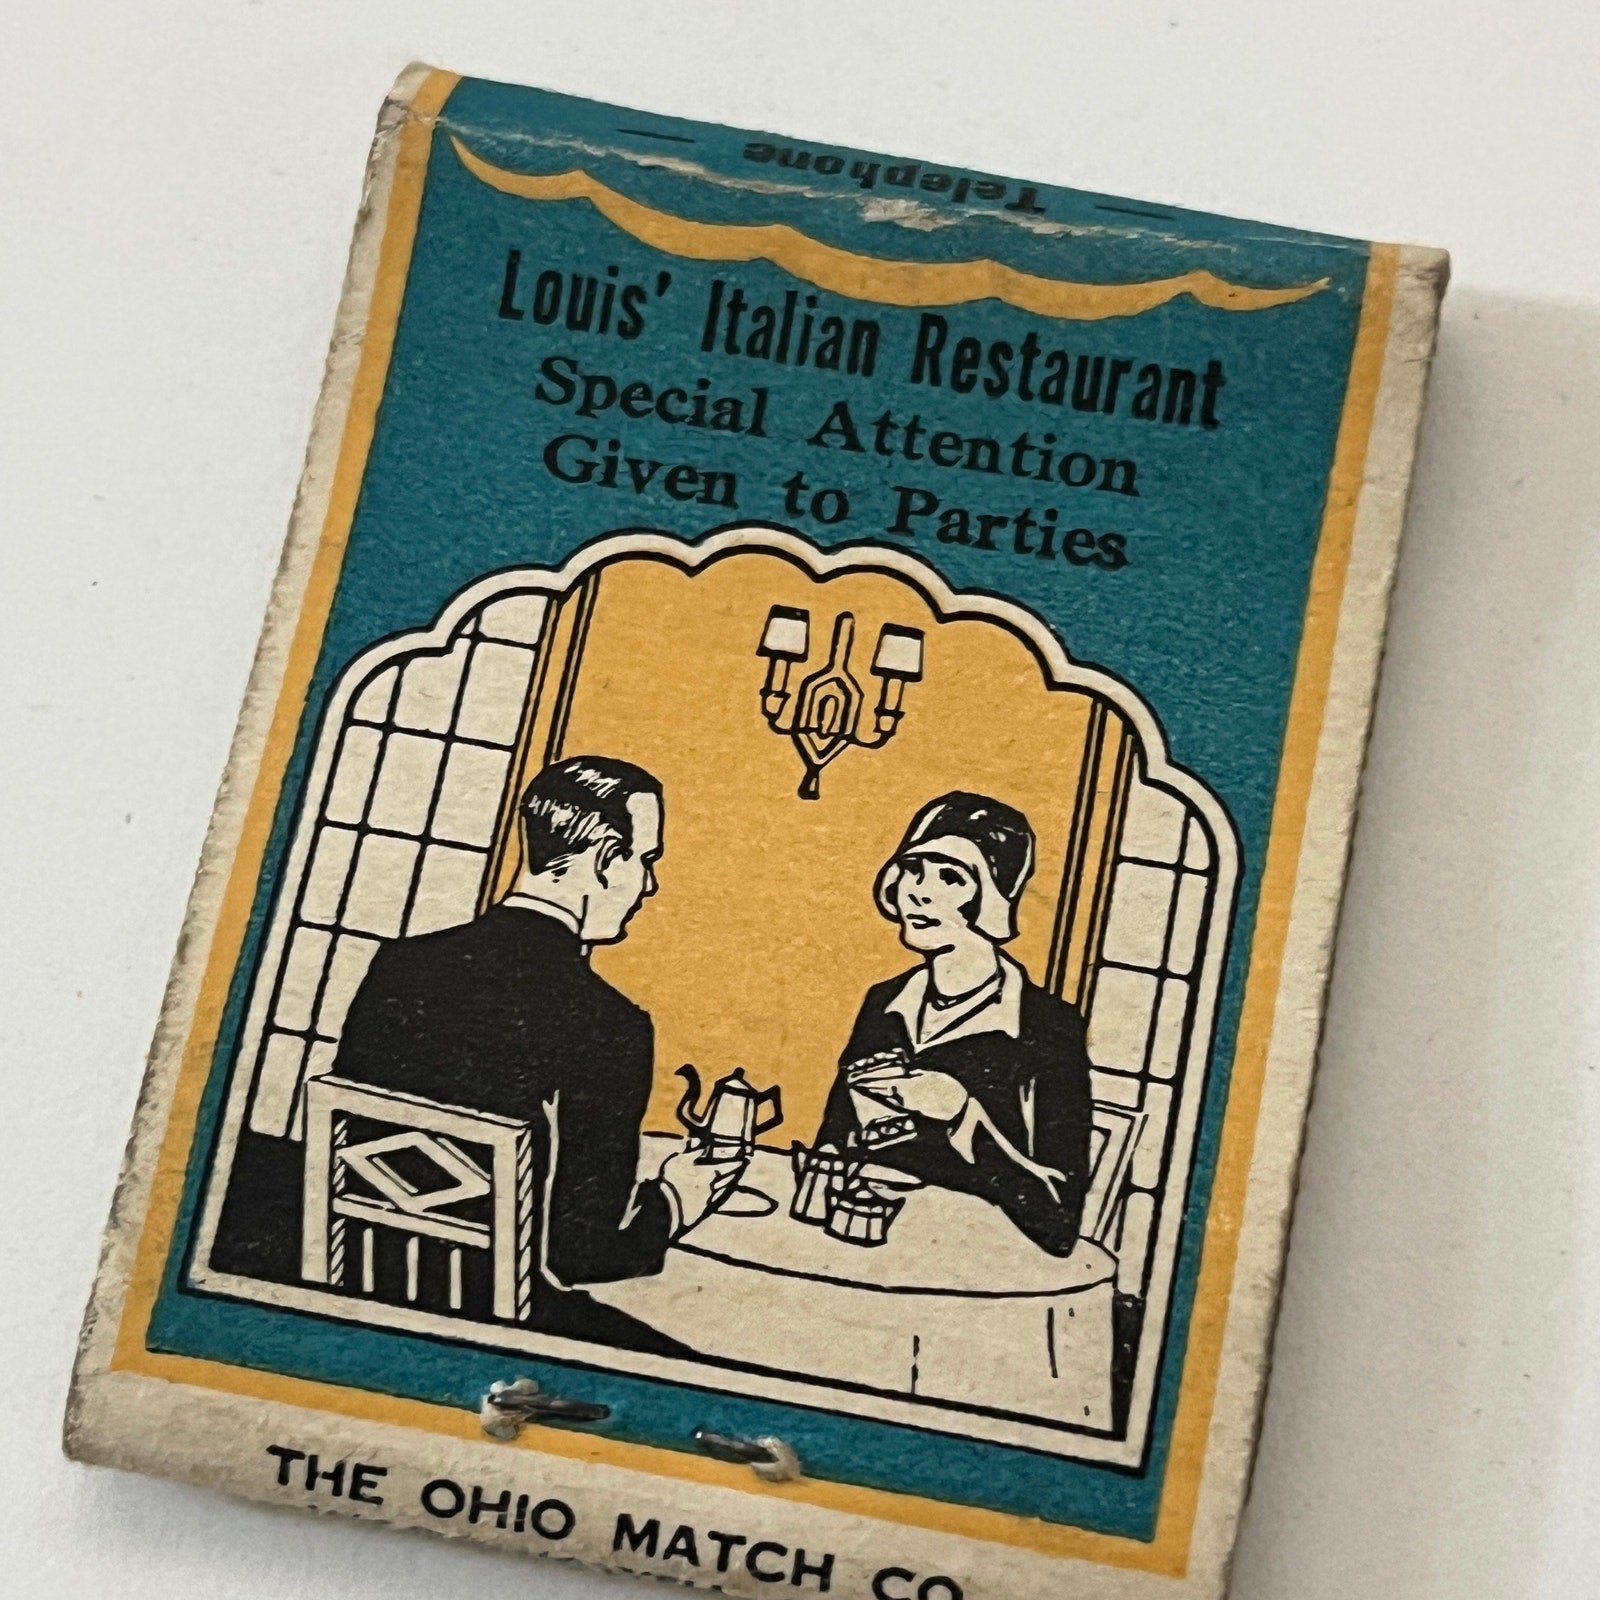 — Telephone —
Louis' Italian Restaurant
Special Attention
Given to Parties
THE OHIO MATCH CO